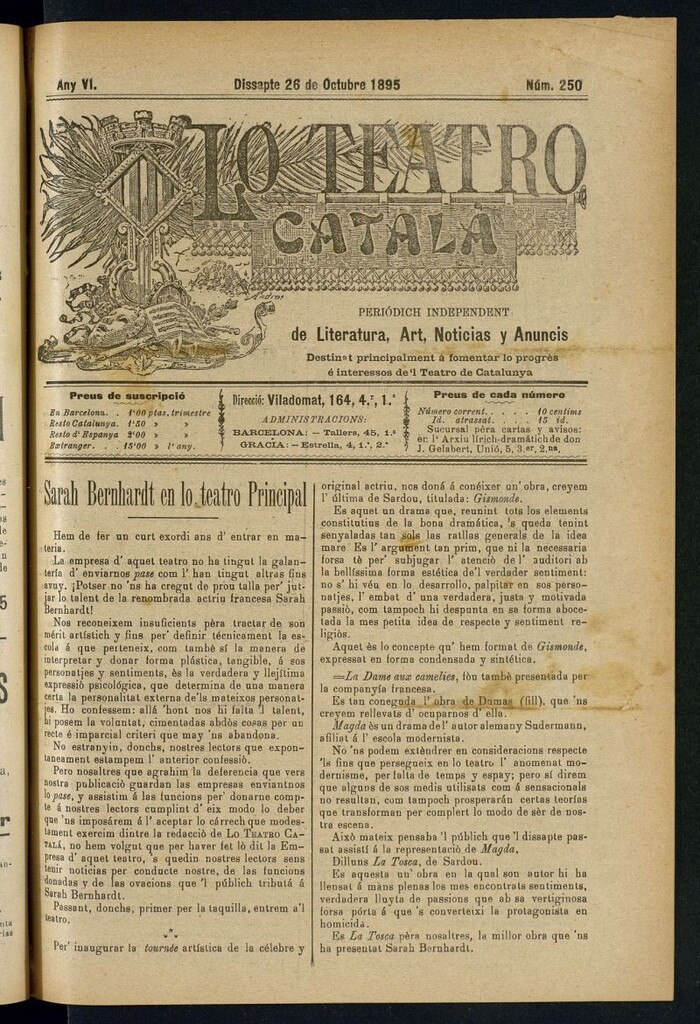 Any VI.
Dissapte 26 de Octubre 1895
Núm. 250
LO TEATRO
CATALÀ
PERIÓDICH INDEPENDENT
de Literatura, Art, Noticias y Anuncis
Destinat principalment á fomentar lo progrés
é interessos de'l Teatro de Catalunya
Preus de suscripció
En Barcelona. . 1'00 ptas. trimestre
Resto Catalunya. 1'50 » »
Resto d'Espanya 2'00 » »
Extranger. . . . 15'00 » l'any.
Direcció: Viladomat, 164, 4.ᵗ, 1.ª
ADMINISTRACIONS:
BARCELONA: — Tallers, 45, 1.º
GRACIA: — Estrella, 4, 1.º, 2.ª
Preus de cada número
Número corrent. . . . . 10 centims
Id. atrassat. . . . . 15 id.
Sucursal pera cartas y avisos:
en l'Arxiu lírich-dramátich de don
J. Gelabert, Unió, 5, 3.er, 2.na.
Sarah Bernhardt en lo teatro Principal
Hem de fer un curt exordi ans d' entrar en ma-
teria.
La empresa d' aquet teatro no ha tingut la galan-
tería d' enviarnos pase com l' han tingut altras fins
avuy. ¡Potser no 'ns ha cregut de prou talla per' jut-
jar lo talent de la renombrada actriu francesa Sarah
Bernhardt!
Nos reconeixem insuficients pèra tractar de son
mérit artístich y fins per' definir técnicament la es-
cola á que perteneix, com també sí la manera de
interpretar y donar forma plástica, tangible, á sos
personatjes y sentiments, és la verdadera y llejítima
expressió psicológica, que determina de una manera
certa la personalitat externa de'ls mateixos personat-
jes. Ho confessem: allá 'hont nos hi falta 'l talent,
hi posem la voluntat, cimentadas abdós cosas per un
recte é imparcial criteri que may 'ns abandona.
No estranyin, donchs, nostres lectors que expon-
taneament estampem l' anterior confessió.
Pero nosaltres que agrahim la deferencia que vers
nostra publicació guardan las empresas enviantnos
lo pase, y assistím á las funcions per' donarne comp-
te á nostres lectors cumplint d' eix modo lo deber
que 'ns imposárem á l' aceptar lo cárrech que modes-
tament exercim dintre la redacció de LO TEATRO CA-
TALÁ, no hem volgut que per haver fet lo dit la Em-
presa d' aquet teatro, 's quedin nostres lectors sens
tenir noticias per conducte nostre, de las funcions
donadas y de las ovacions que 'l públich tributá á
Sarah Bernhardt.
Passant, donchs, primer per la taquilla, entrem a'l
teatro.
*
* *
Per' inaugurar la tournée artística de la célebre y
original actriu, nos doná á conéixer un' obra, creyem
l' última de Sardou, titulada: Gismonde.
Es aquet un drama que, reunint tots los elements
constitutius de la bona dramática, 's queda tenint
senyaladas tan sols las ratllas generals de la idea
mare. Es l' argument tan prim, que ni la necessaria
forsa té per' subjugar l' atenció de l' auditori ab
la bellíssima forma estética de'l verdader sentiment:
no s' hi véu en lo desarrollo, palpitar en sos perso-
natjes, l' embat d' una verdadera, justa y motivada
passió, com tampoch hi despunta en sa forma aboce-
tada la mes petita idea de respecte y sentiment re-
ligiós.
Aquet és lo concepte qu' hem format de Gismonde,
expressat en forma condensada y sintética.
=La Dame aux camelies, fòu també presentada per
la companyía francesa.
Es tan coneguda l' obra de Dumas (fill), que 'ns
creyem rellevats d' ocuparnos d' ella.
Magda és un drama de l' autor alemany Sudermann,
afiliat á l' escola modernista.
No 'ns podem exténdrer en consideracions respecte
'ls fins que persegueix en lo teatro l' anomenat mo-
dernisme, per falta de temps y espay; pro sí direm
que alguns de sos medis utilisats com á sensacionals
no resultan, com tampoch prosperarán certas teorías
que transforman per complert lo modo de sèr de nos-
tra escena.
Aixó mateix pensaba 'l públich que 'l dissapte pas-
sat assistí á la representació de Magda.
Dilluns La Tosca, de Sardou.
Es aquesta un' obra en la qual son autor hi ha
llensat á mans plenas los mes encontrats sentiments,
verdadera lluyta de passions que ab sa vertiginosa
forsa pórta á que 's converteixi la protagonista en
homicida.
Es La Tosca pèra nosaltres, la millor obra que 'ns
ha presentat Sarah Bernhardt.